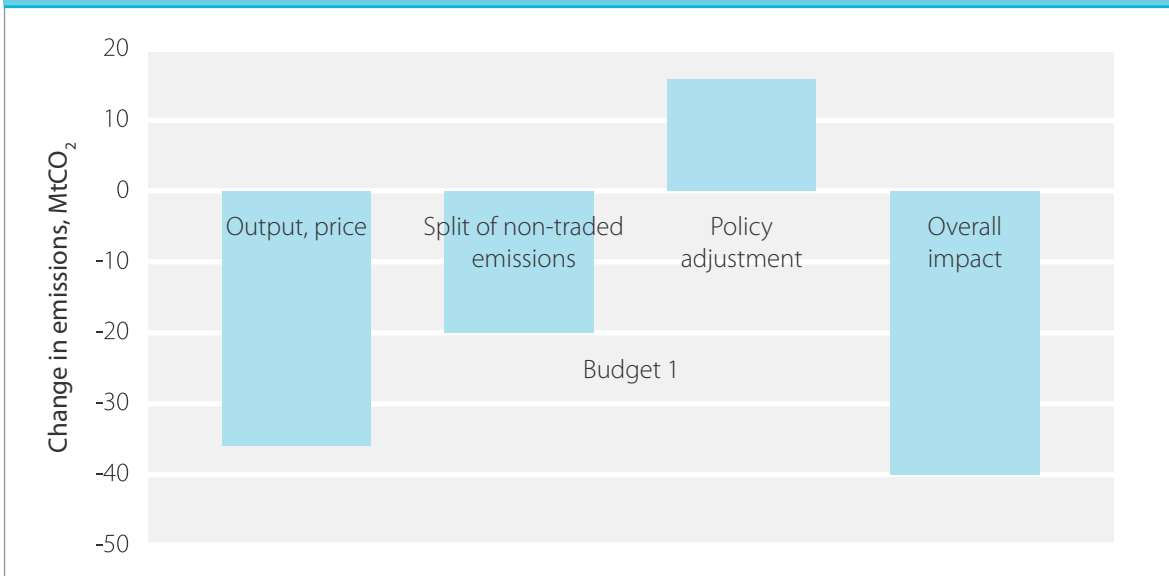 Change in emissions, MtCO₂
20
10
0
-10
-20
-30
-40
-50
Output, price
Split of non-traded
emissions
Policy
adjustment
Overall
impact
Budget 1